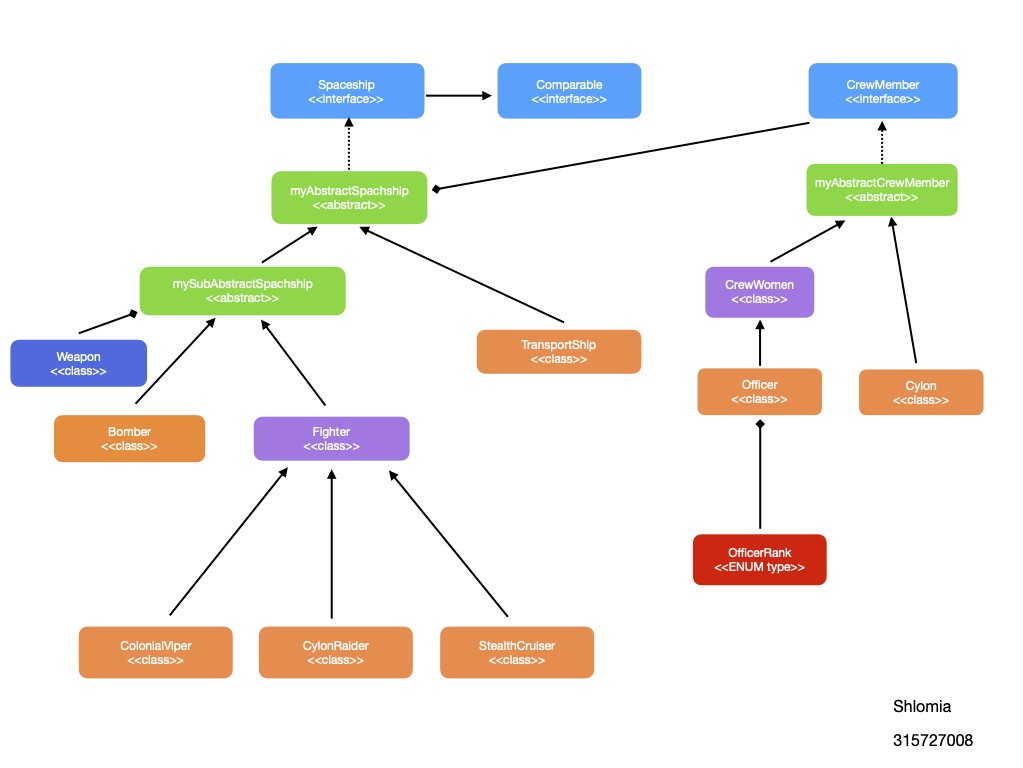 Spaceship
<<interface>>
Comparable
<<interface>>
CrewMember
<<interface>>
myAbstractSpachship
<<abstract>>
myAbstractCrewMember
<<abstract>>
mySubAbstractSpachship
<<abstract>>
CrewWomen
<<class>>
Weapon
<<class>>
TransportShip
<<class>>
Officer
<<class>>
Cylon
<<class>>
Bomber
<<class>>
Fighter
<<class>>
OfficerRank
<<ENUM type>>
ColonialViper
<<class>>
CylonRaider
<<class>>
StealthCruiser
<<class>>
Shlomia
315727008